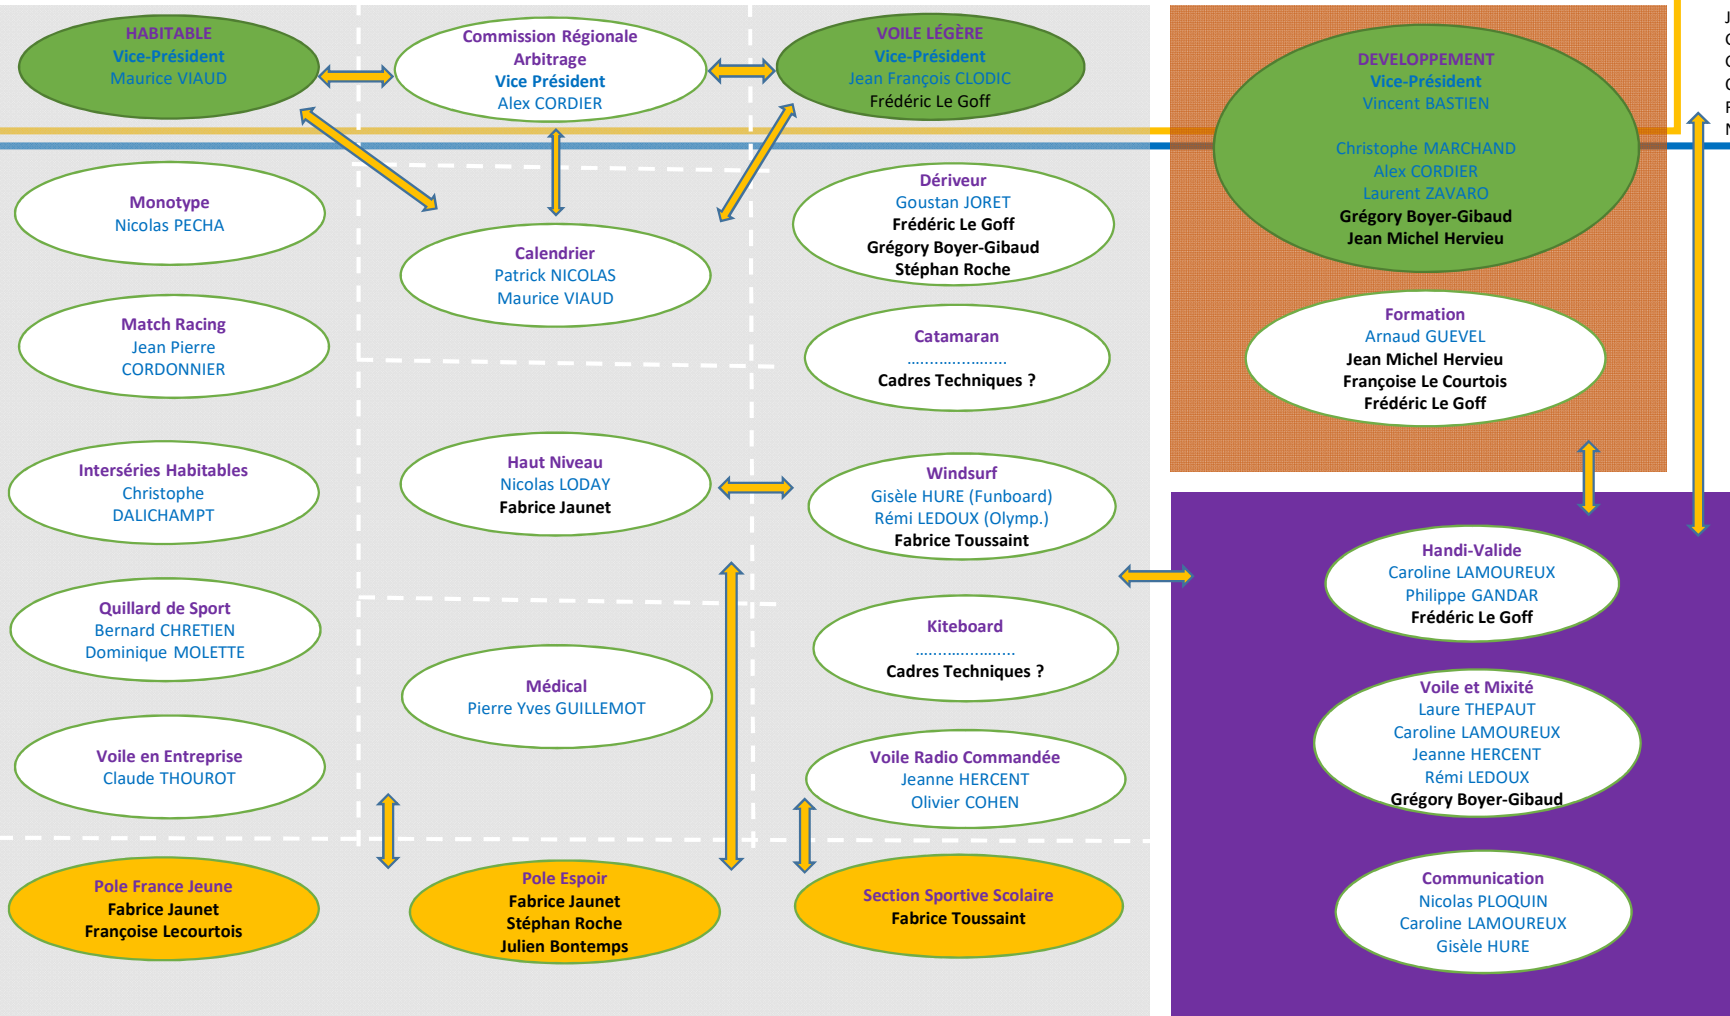 HABITABLE
Vice-Président
Maurice VIAUD
Commission Régionale
Arbitrage
Vice Président
Alex CORDIER
VOILE LÉGÈRE
Vice-Président
Jean François CLODIC
Frédéric Le Goff
DEVELOPPEMENT
Vice-Président
Vincent BASTIEN
Christophe MARCHAND
Alex CORDIER
Laurent ZAVARO
Grégory Boyer-Gibaud
Jean Michel Hervieu
Monotype
Nicolas PECHA
Calendrier
Patrick NICOLAS
Maurice VIAUD
Dériveur
Goustan JORET
Frédéric Le Goff
Grégory Boyer-Gibaud
Stéphan Roche
Match Racing
Jean Pierre
CORDONNIER
Catamaran
......................
Cadres Techniques ?
Formation
Arnaud GUEVEL
Jean Michel Hervieu
Françoise Le Courtois
Frédéric Le Goff
Interséries Habitables
Christophe
DALICHAMPT
Haut Niveau
Nicolas LODAY
Fabrice Jaunet
Windsurf
Gisèle HURE (Funboard)
Rémi LEDOUX (Olymp.)
Fabrice Toussaint
Handi-Valide
Caroline LAMOUREUX
Philippe GANDAR
Frédéric Le Goff
Quillard de Sport
Bernard CHRETIEN
Dominique MOLETTE
Médical
Pierre Yves GUILLEMOT
Kiteboard
......................
Cadres Techniques ?
Voile et Mixité
Laure THEPAUT
Caroline LAMOUREUX
Jeanne HERCENT
Rémi LEDOUX
Grégory Boyer-Gibaud
Voile en Entreprise
Claude THOUROT
Voile Radio Commandée
Jeanne HERCENT
Olivier COHEN
Pole France Jeune
Fabrice Jaunet
Françoise Lecourtois
Pole Espoir
Fabrice Jaunet
Stéphan Roche
Julien Bontemps
Section Sportive Scolaire
Fabrice Toussaint
Communication
Nicolas PLOQUIN
Caroline LAMOUREUX
Gisèle HURE